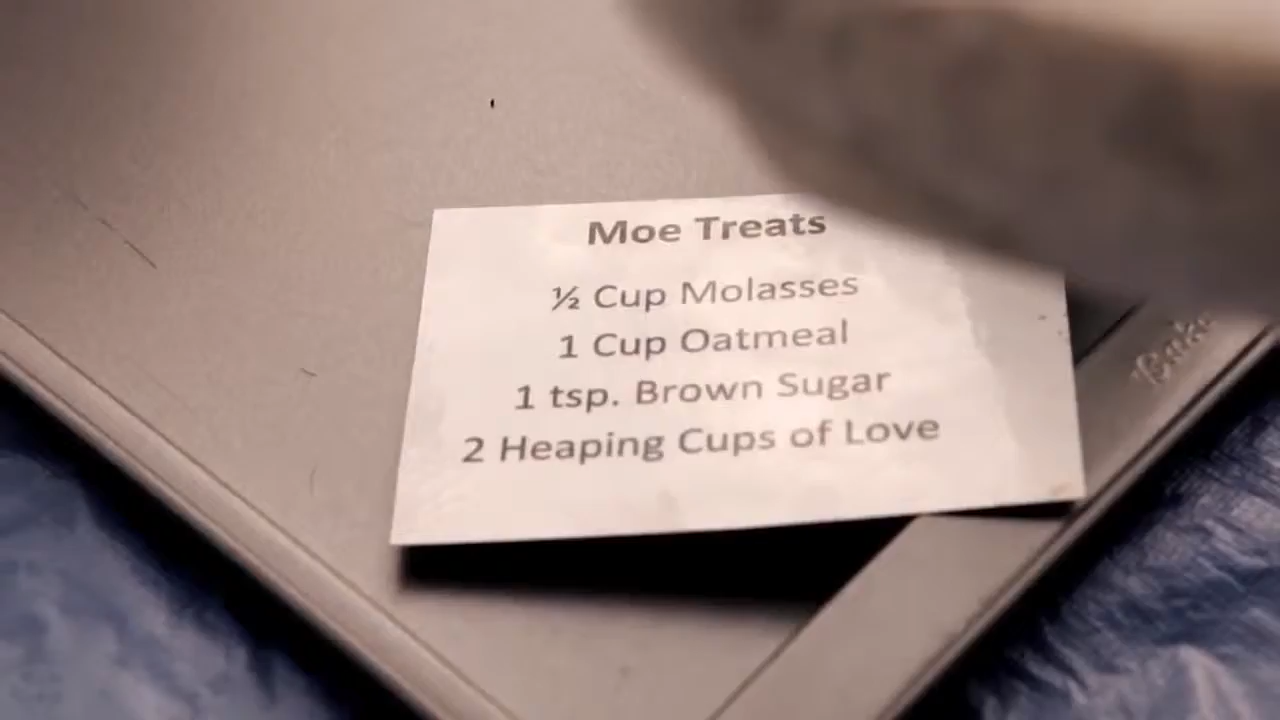 Moe Treats
½ Cup Molasses
1 Cup Oatmeal
1 tsp. Brown Sugar
2 Heaping Cups of Love